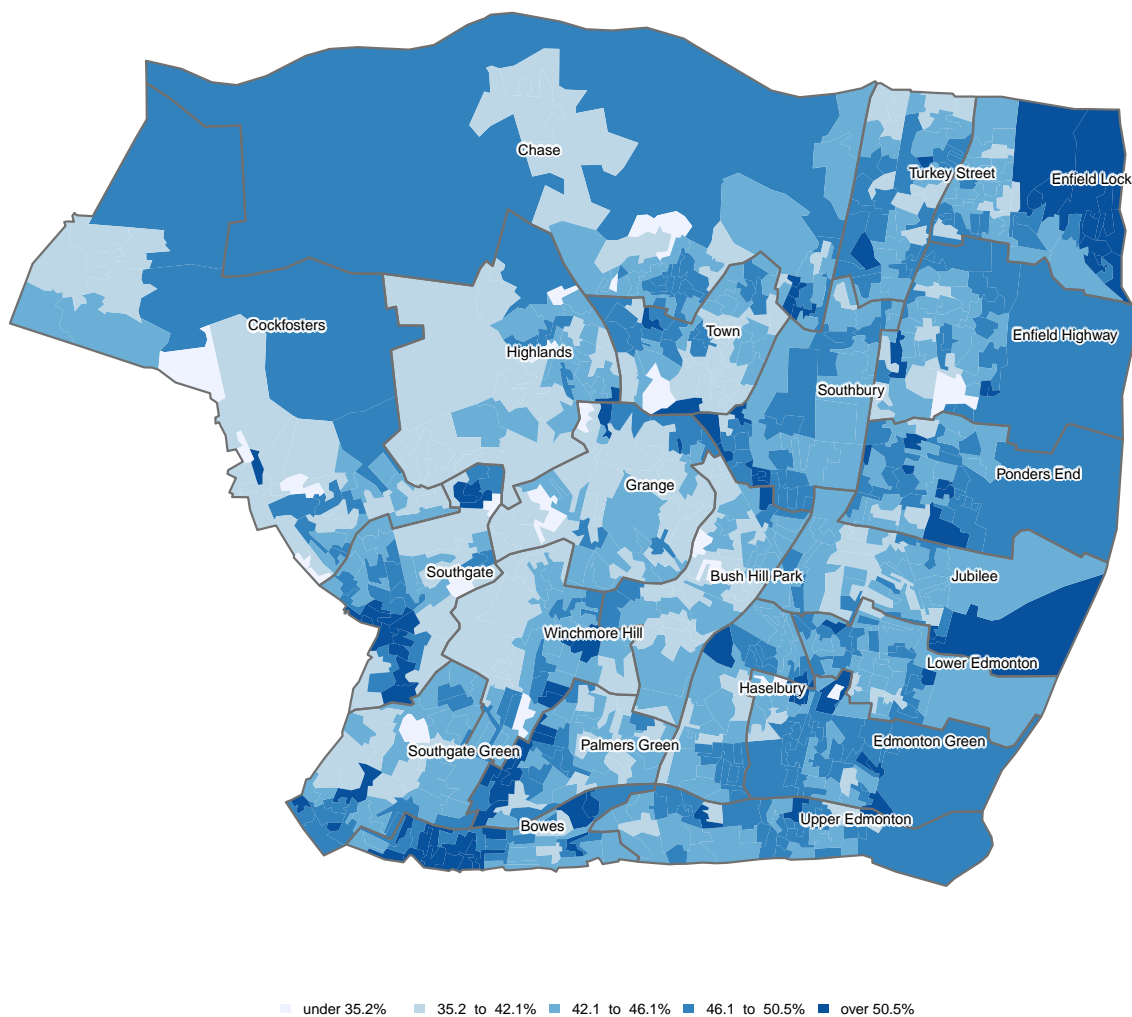 Chase
Turkey Street
Enfield Lock
Cockfosters
Town
Enfield Highway
Highlands
Southbury
Ponders End
Grange
Southgate
Bush Hill Park
Jubilee
Winchmore Hill
Lower Edmonton
Haselbury
Southgate Green
Palmers Green
Edmonton Green
Bowes
Upper Edmonton
under 35.2% 35.2 to 42.1% 42.1 to 46.1% 46.1 to 50.5% over 50.5%